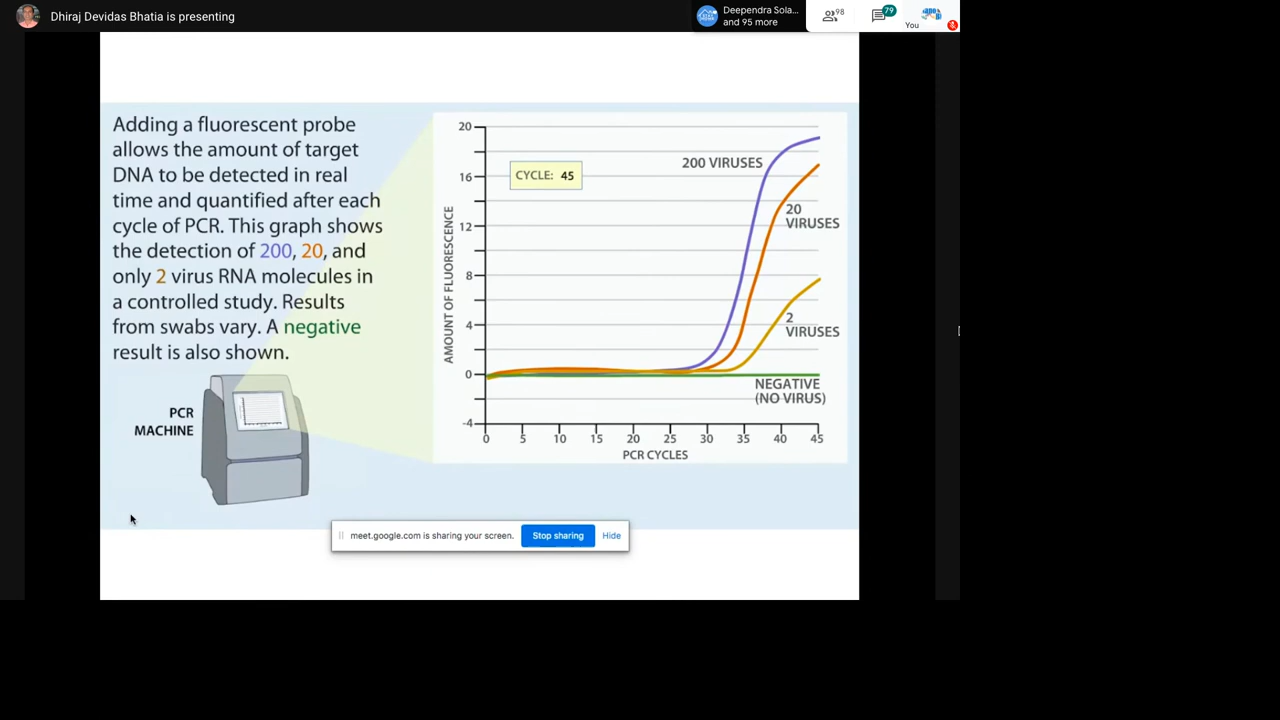 Dhiraj Devidas Bhatia is presenting
Deependra Sola...
and 95 more
98
79
You
Adding a fluorescent probe
allows the amount of target
DNA to be detected in real
time and quantified after each
cycle of PCR. This graph shows
the detection of 200, 20, and
only 2 virus RNA molecules in
a controlled study. Results
from swabs vary. A negative
result is also shown.
PCR
MACHINE
AMOUNT OF FLUORESCENCE
20
16
12
8
4
0
-4
CYCLE: 45
200 VIRUSES
20
VIRUSES
2
VIRUSES
NEGATIVE
(NO VIRUS)
0 5 10 15 20 25 30 35 40 45
PCR CYCLES
meet.google.com is sharing your screen.
Stop sharing
Hide